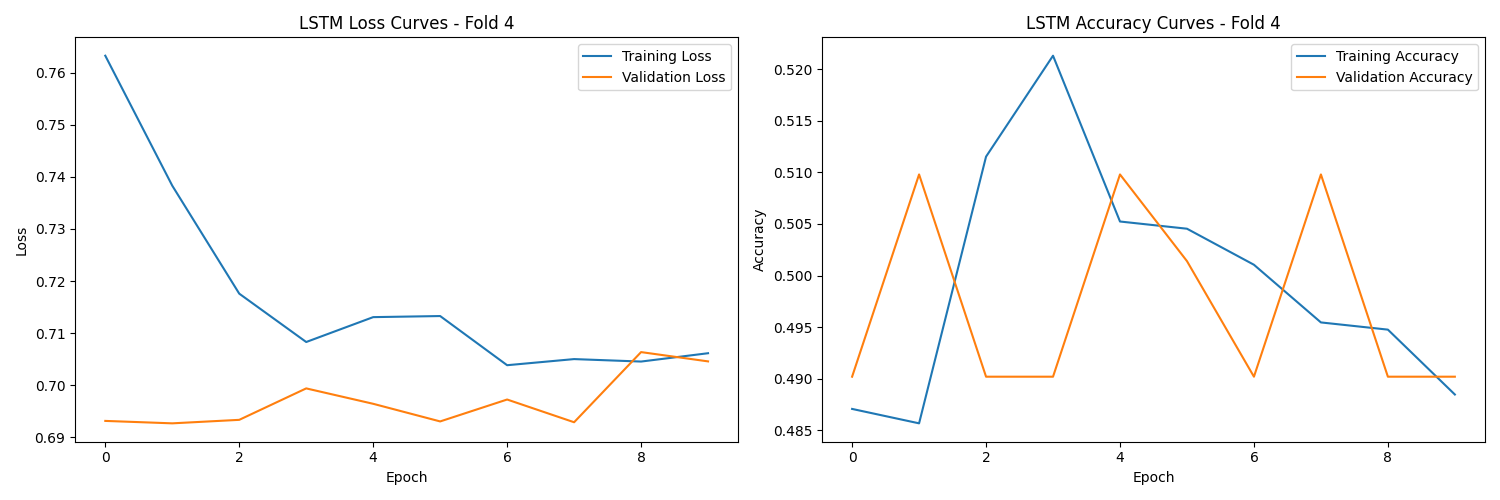 LSTM Loss Curves - Fold 4
Training Loss
Validation Loss
0.76
0.75
0.74
0.73
0.72
0.71
0.70
0.69
Loss
0 2 4 6 8
Epoch
LSTM Accuracy Curves - Fold 4
Training Accuracy
Validation Accuracy
0.520
0.515
0.510
0.505
0.500
0.495
0.490
0.485
Accuracy
0 2 4 6 8
Epoch